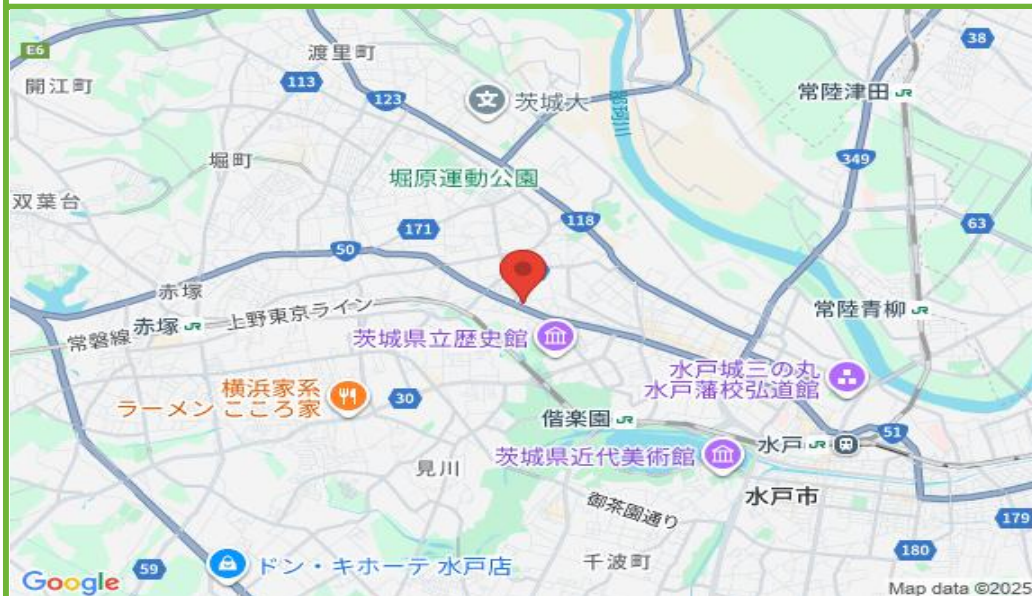 38
E6
渡里町
113
開江町
123
茨城大
那珂川
常陸津田 JR
堀町
349
堀原運動公園
双葉台
118
63
171
50
赤塚
上野東京ライン
常磐線 赤塚 JR
常陸青柳 JR
茨城県立歴史館
水戸城三の丸
水戸藩校弘道館
横浜家系
ラーメン こころ家
30
偕楽園 JR
51
水戸 JR
茨城県近代美術館
見川
水戸市
御茶園通り
179
180
千波町
59
ドン・キホーテ 水戸店
Google
Map data ©2025